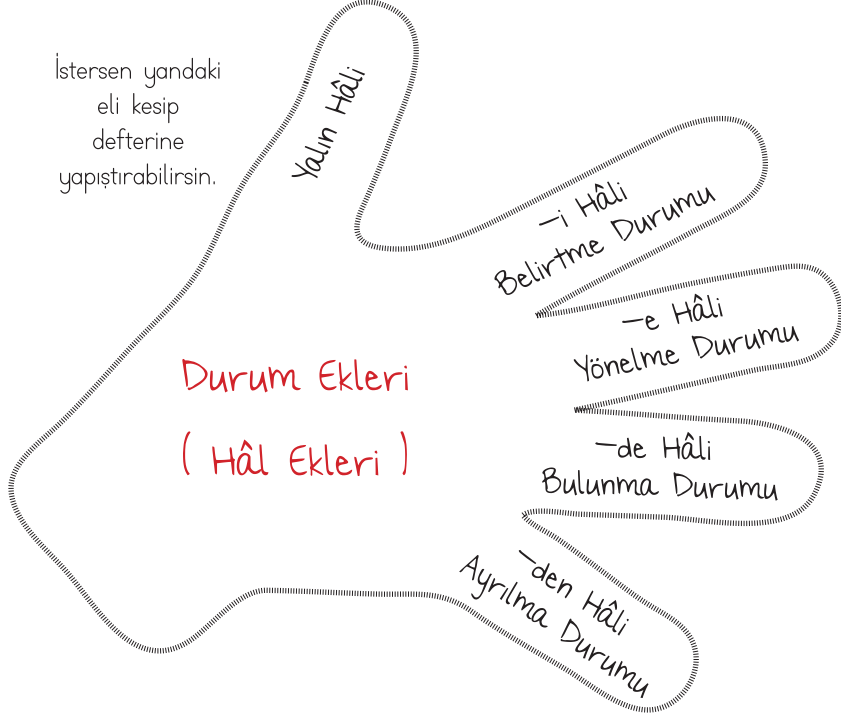 İstersen yandaki
eli kesip
defterine
yapıştırabilirsin.
Yalın Hâli
–i Hâli
Belirtme Durumu
–e Hâli
Yönelme Durumu
–de Hâli
Bulunma Durumu
–den Hâli
Ayrılma Durumu
Durum Ekleri
( Hâl Ekleri )